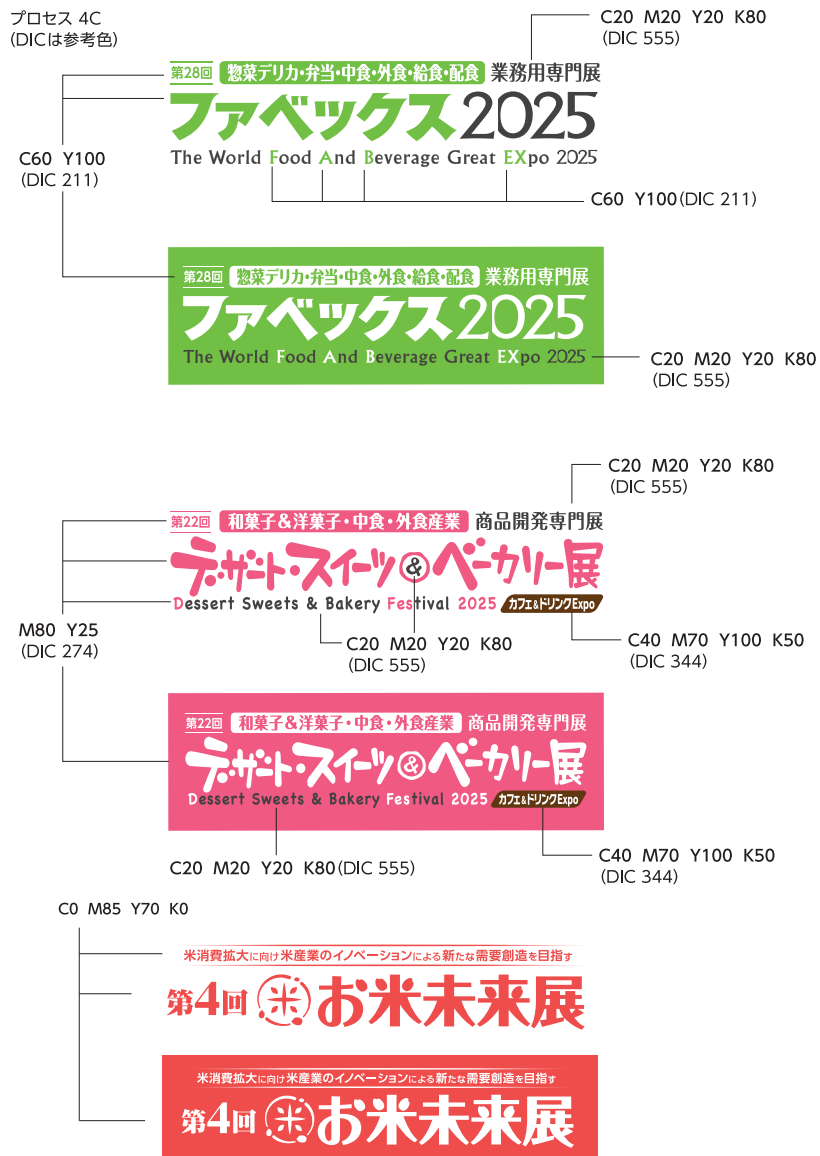 プロセス 4C
(DICは参考色)
C20 M20 Y20 K80
(DIC 555)
第28回 惣菜デリカ・弁当・中食・外食・給食・配食 業務用専門展
ファベックス2025
The World Food And Beverage Great EXpo 2025
C60 Y100
(DIC 211)
C60 Y100(DIC 211)
第28回 惣菜デリカ・弁当・中食・外食・給食・配食 業務用専門展
ファベックス2025
The World Food And Beverage Great EXpo 2025
C20 M20 Y20 K80
(DIC 555)
C20 M20 Y20 K80
(DIC 555)
第22回 和菓子&洋菓子・中食・外食産業 商品開発専門展
デザート・スイーツ&ベーカリー展
Dessert Sweets & Bakery Festival 2025 カフェ&ドリンクExpo
M80 Y25
(DIC 274)
C20 M20 Y20 K80
(DIC 555)
C40 M70 Y100 K50
(DIC 344)
第22回 和菓子&洋菓子・中食・外食産業 商品開発専門展
デザート・スイーツ&ベーカリー展
Dessert Sweets & Bakery Festival 2025 カフェ&ドリンクExpo
C20 M20 Y20 K80(DIC 555)
C40 M70 Y100 K50
(DIC 344)
C0 M85 Y70 K0
米消費拡大に向け米産業のイノベーションによる新たな需要創造を目指す
第4回 米 お米未来展
米消費拡大に向け米産業のイノベーションによる新たな需要創造を目指す
第4回 米 お米未来展